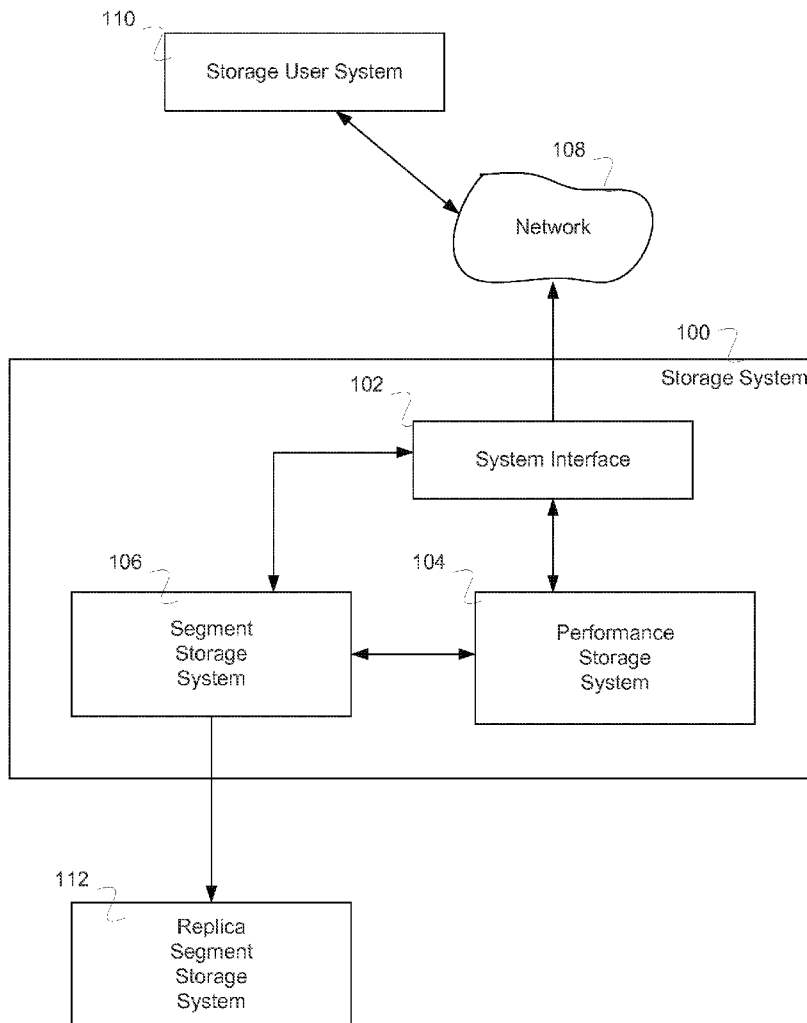 110
Storage User System
108
Network
100
Storage System
102
System Interface
106
Segment
Storage
System
104
Performance
Storage
System
112
Replica
Segment
Storage
System